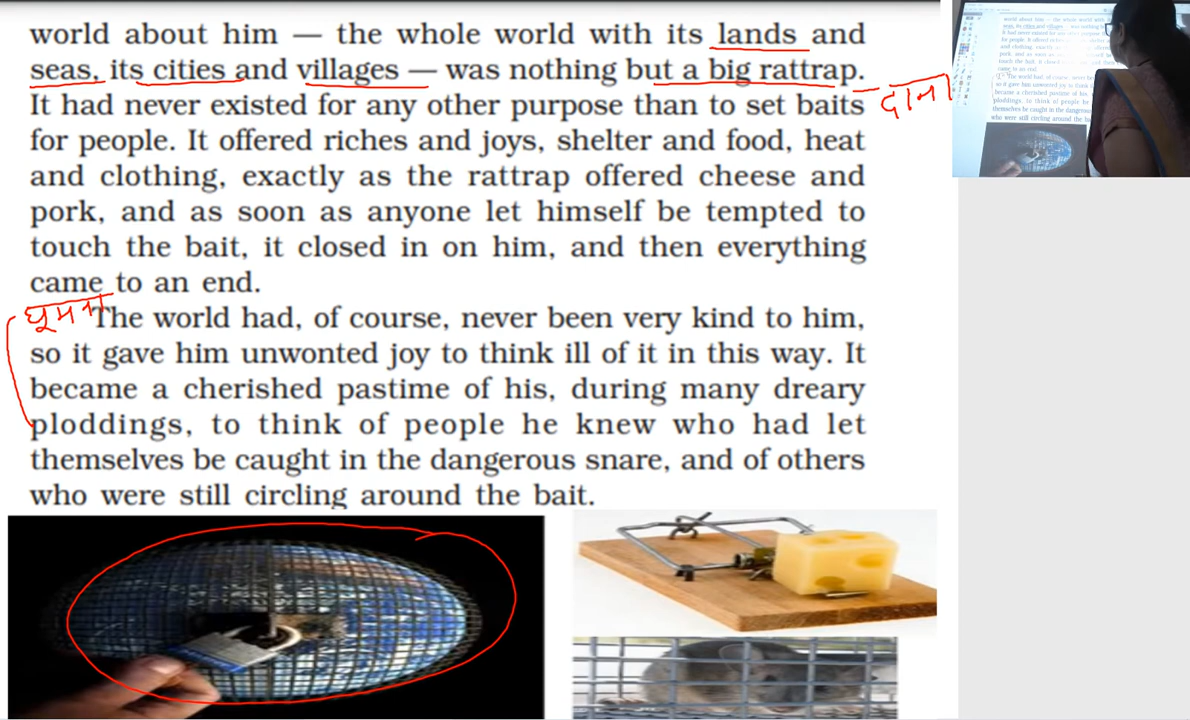 world about him — the whole world with its lands and
seas, its cities and villages — was nothing but a big rattrap.
It had never existed for any other purpose than to set baits
दाना
for people. It offered riches and joys, shelter and food, heat
and clothing, exactly as the rattrap offered cheese and
pork, and as soon as anyone let himself be tempted to
touch the bait, it closed in on him, and then everything
came to an end.
घूमना
The world had, of course, never been very kind to him,
so it gave him unwonted joy to think ill of it in this way. It
became a cherished pastime of his, during many dreary
ploddings, to think of people he knew who had let
themselves be caught in the dangerous snare, and of others
who were still circling around the bait.